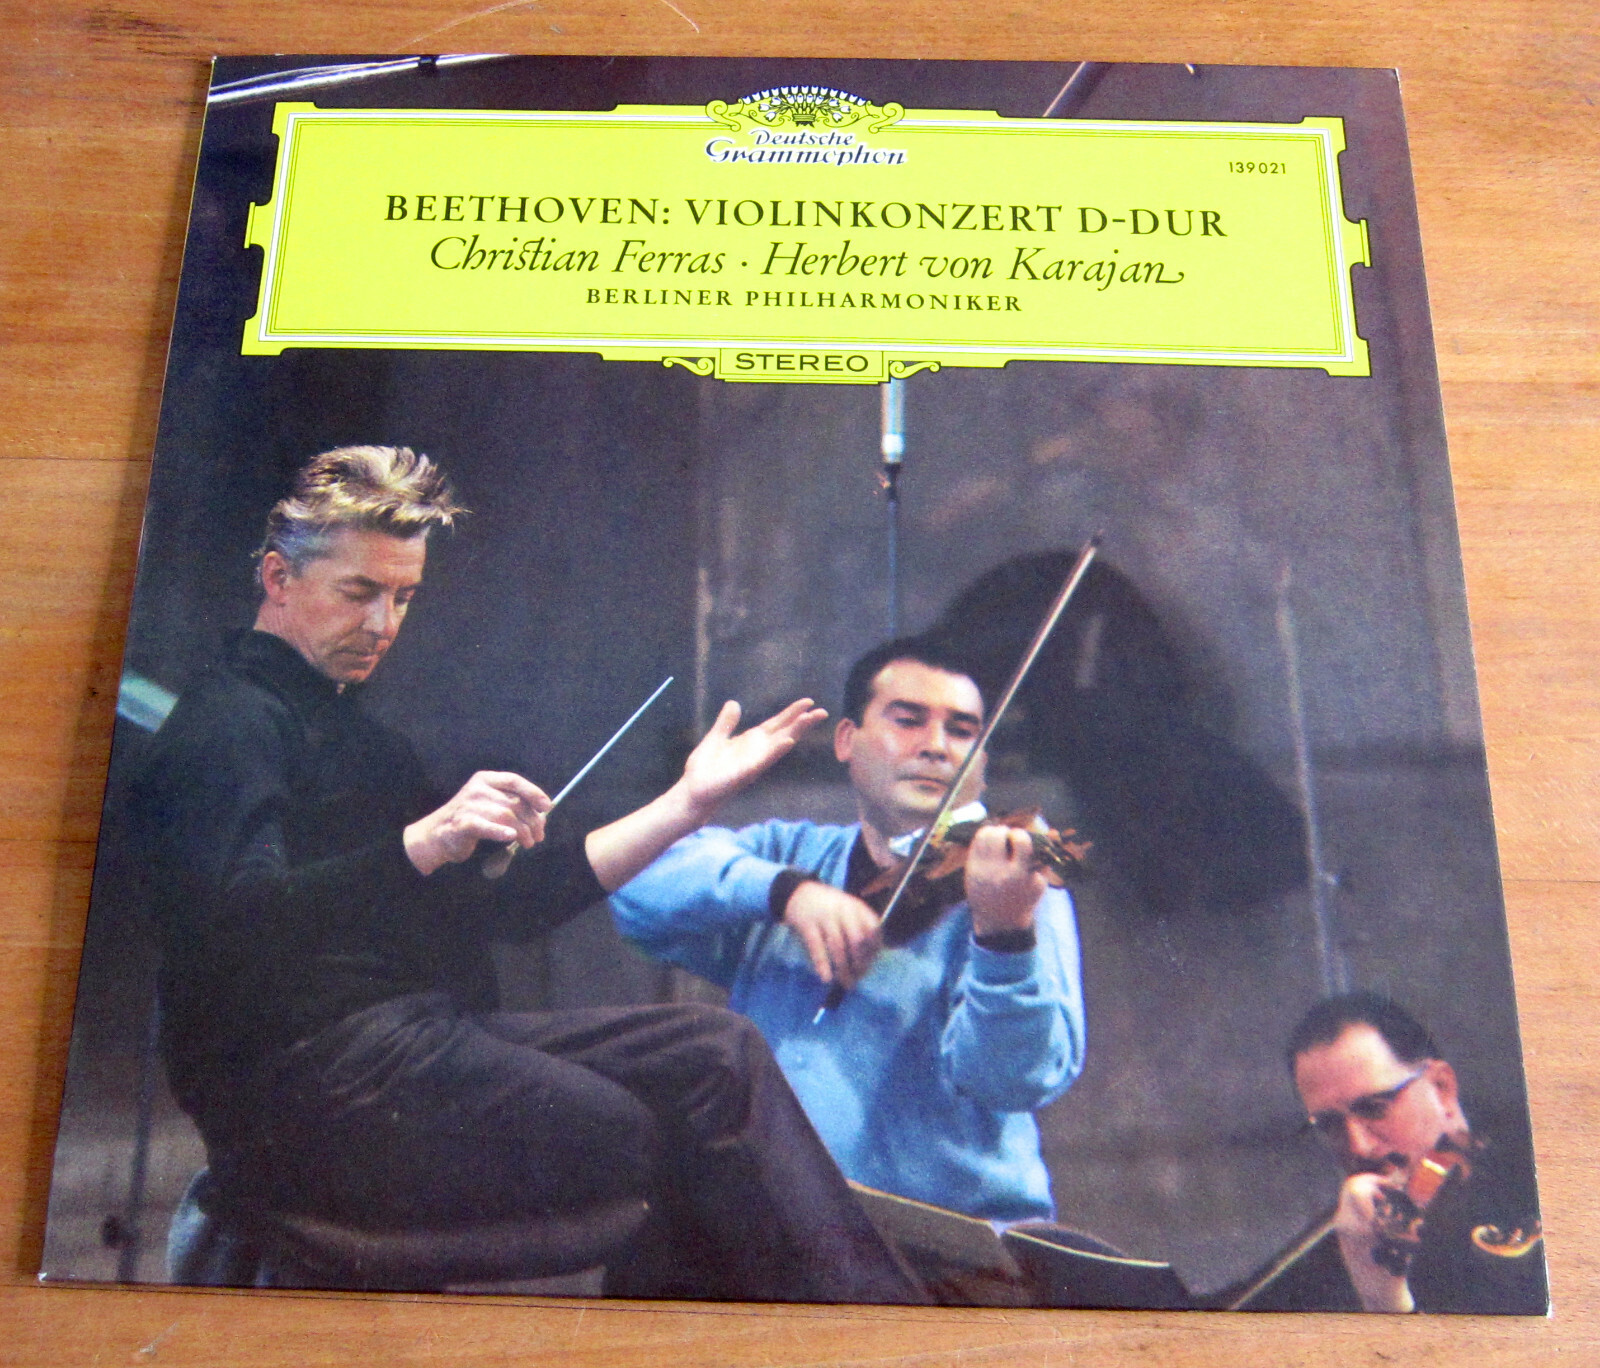 Deutsche
Grammophon
139 021
BEETHOVEN: VIOLINKONZERT D-DUR
Christian Ferras · Herbert von Karajan
BERLINER PHILHARMONIKER
STEREO